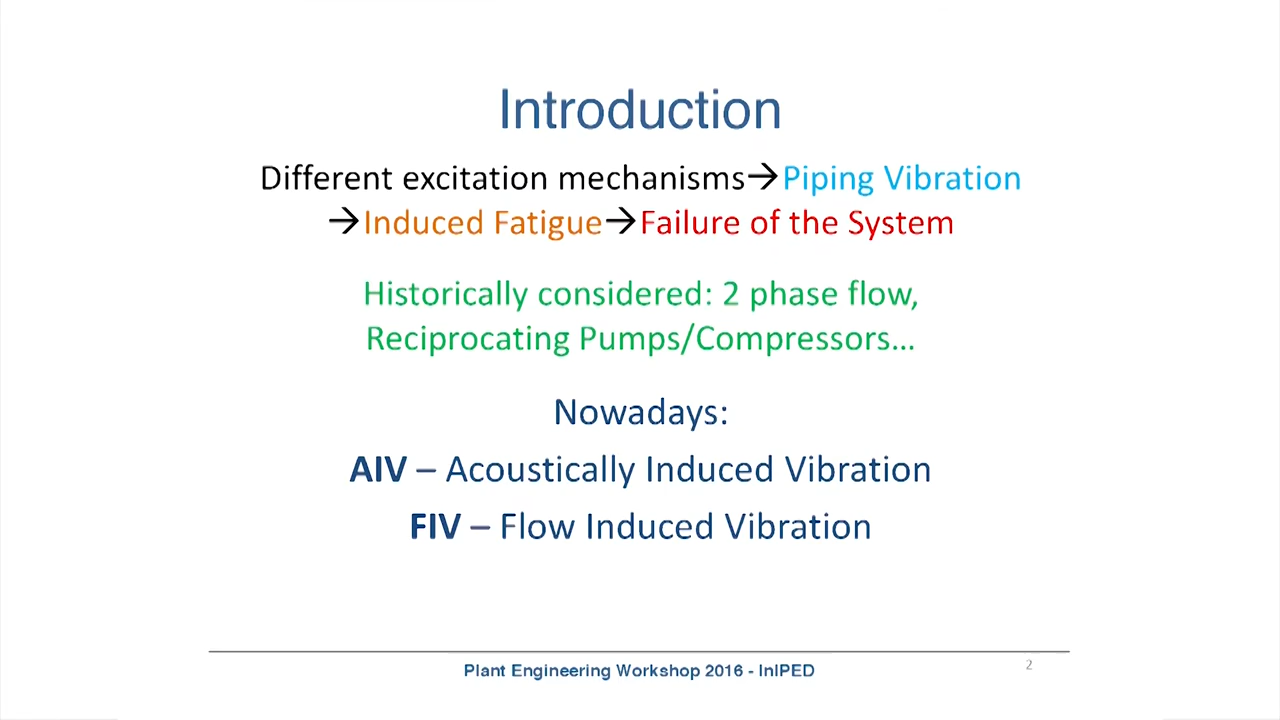 Introduction
Different excitation mechanisms→Piping Vibration
→Induced Fatigue→Failure of the System
Historically considered: 2 phase flow,
Reciprocating Pumps/Compressors…
Nowadays:
AIV – Acoustically Induced Vibration
FIV – Flow Induced Vibration
Plant Engineering Workshop 2016 - InIPED
2